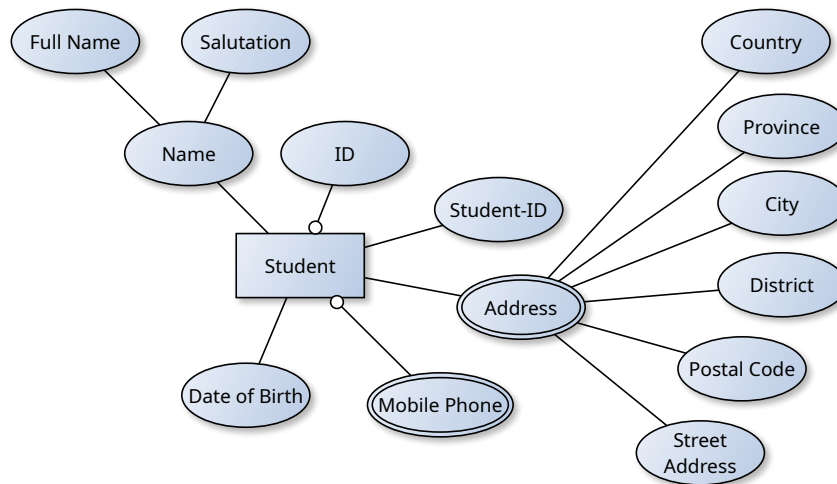 Full Name
Salutation
Country
Province
Name
ID
City
Student-ID
Student
District
Address
Postal Code
Date of Birth
Mobile Phone
Street
Address